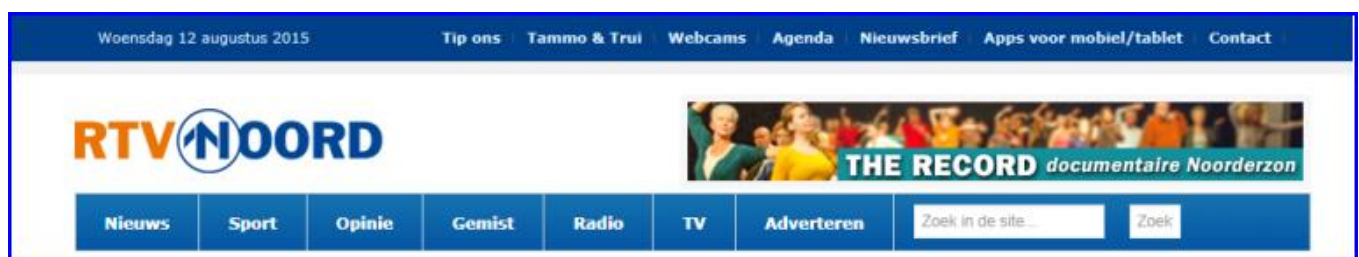 Woensdag 12 augustus 2015 Tip ons Tammo & Trui Webcams Agenda Nieuwsbrief Apps voor mobiel/tablet Contact
RTV NOORD
THE RECORD documentaire Noorderzon
Nieuws Sport Opinie Gemist Radio TV Adverteren Zoek in de site... Zoek